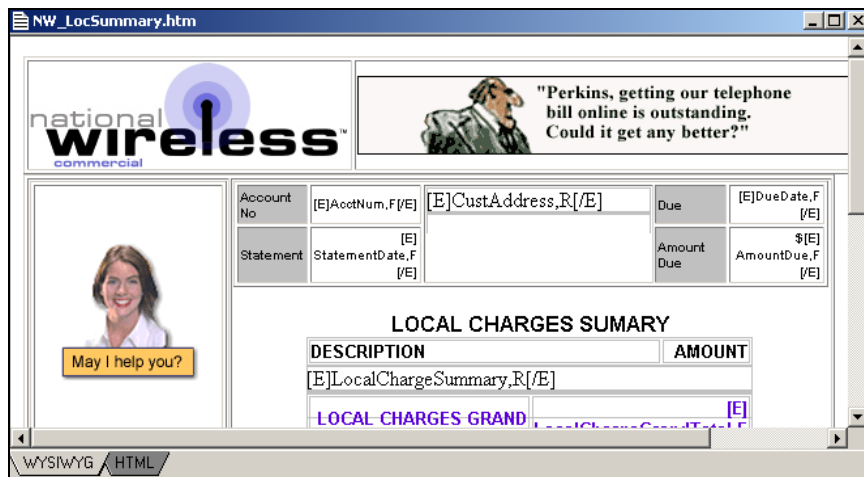 NW_LocSummary.htm
national
wireless™
commercial
"Perkins, getting our telephone
bill online is outstanding.
Could it get any better?"
Account
No
[E]AcctNum,F[/E]
[E]CustAddress,R[/E]
Due
[E]DueDate,F
[/E]
Statement
[E]
StatementDate,F
[/E]
Amount
Due
$[E]
AmountDue,F
[/E]
May I help you?
LOCAL CHARGES SUMARY
DESCRIPTION
AMOUNT
[E]LocalChargeSummary,R[/E]
LOCAL CHARGES GRAND
[E]
WYSIWYG
HTML